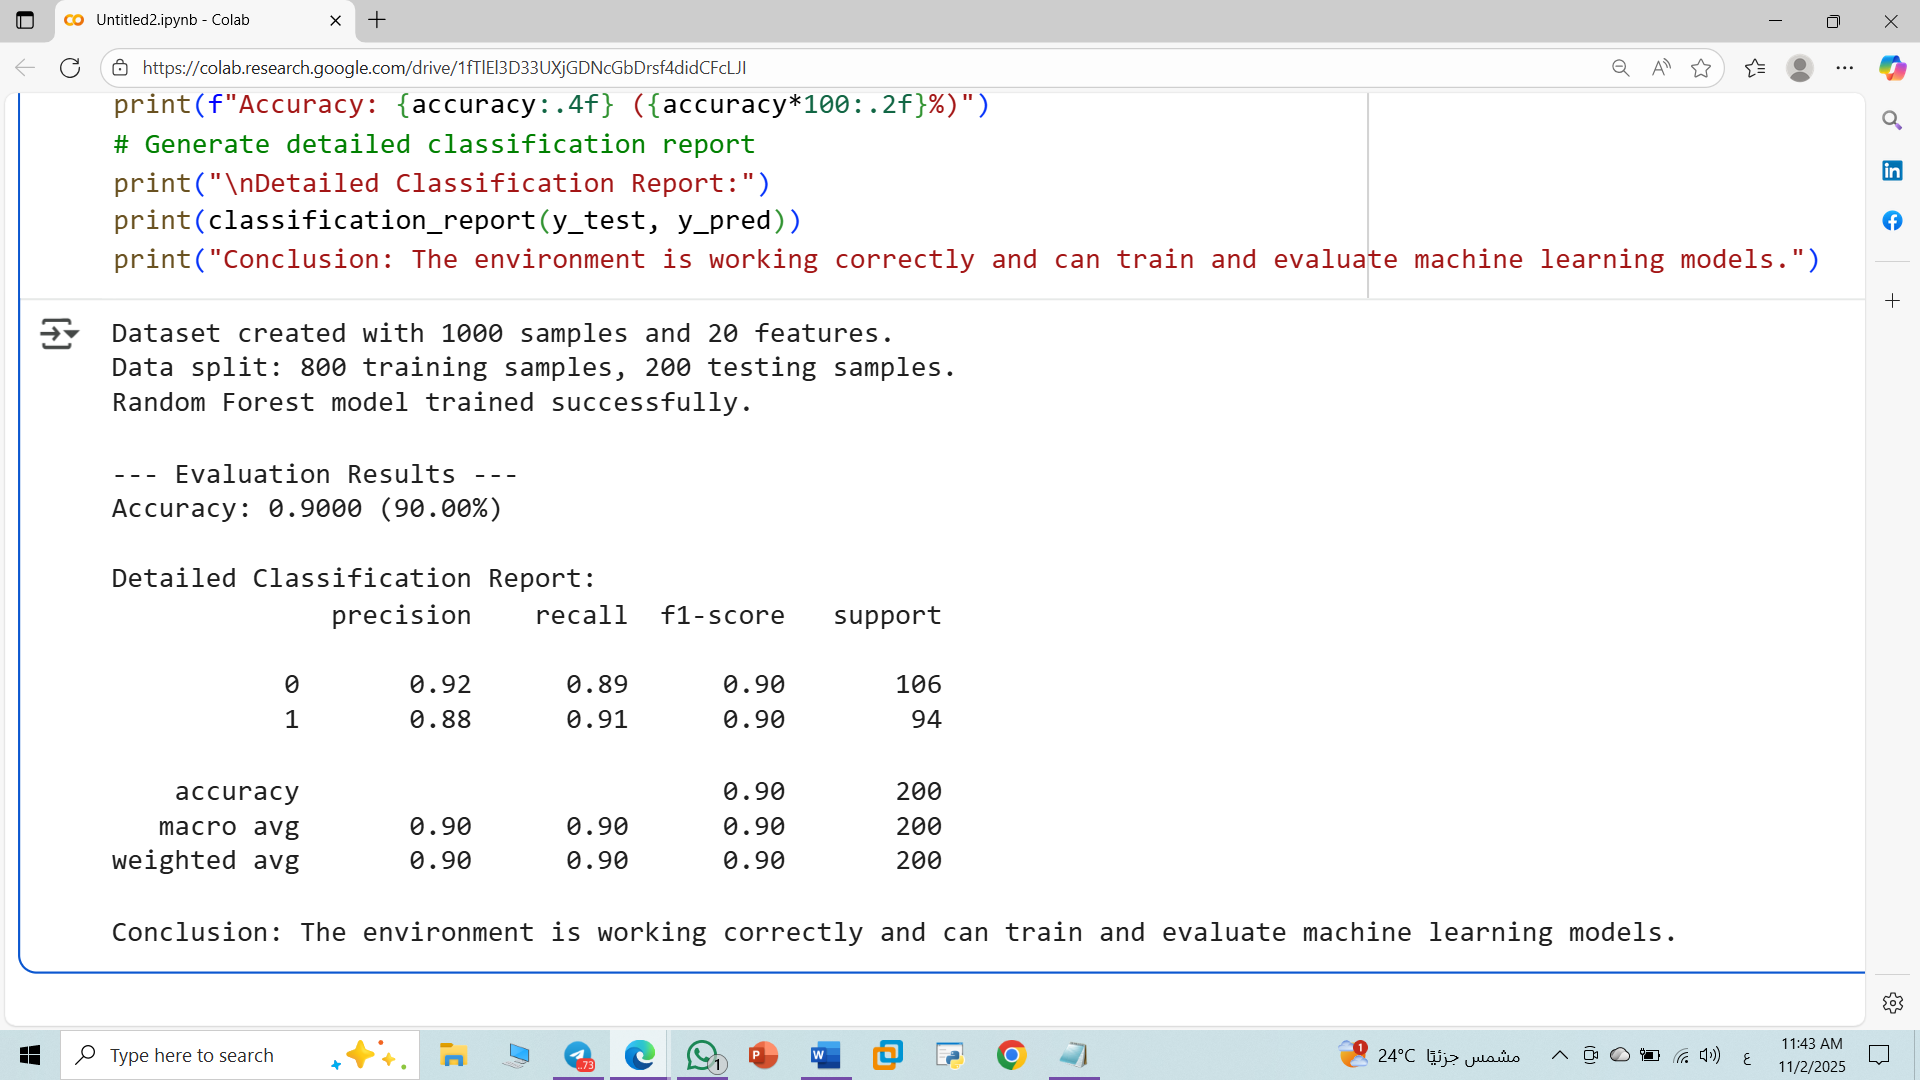 Untitled2.ipynb - Colab
https://colab.research.google.com/drive/1fTlEl3D33UXjGDNcGbDrsf4didCFcLJI
print(f"Accuracy: {accuracy:.4f} ({accuracy*100:.2f}%)")
# Generate detailed classification report
print("\nDetailed Classification Report:")
print(classification_report(y_test, y_pred))
print("Conclusion: The environment is working correctly and can train and evaluate machine learning models.")
Dataset created with 1000 samples and 20 features.
Data split: 800 training samples, 200 testing samples.
Random Forest model trained successfully.
--- Evaluation Results ---
Accuracy: 0.9000 (90.00%)
Detailed Classification Report:
precision recall f1-score support
0 0.92 0.89 0.90 106
1 0.88 0.91 0.90 94
accuracy 0.90 200
macro avg 0.90 0.90 0.90 200
weighted avg 0.90 0.90 0.90 200
Conclusion: The environment is working correctly and can train and evaluate machine learning models.
Type here to search
.73
1
P
W
1
24°C مشمس جزئيًا
ع
11:43 AM
11/2/2025